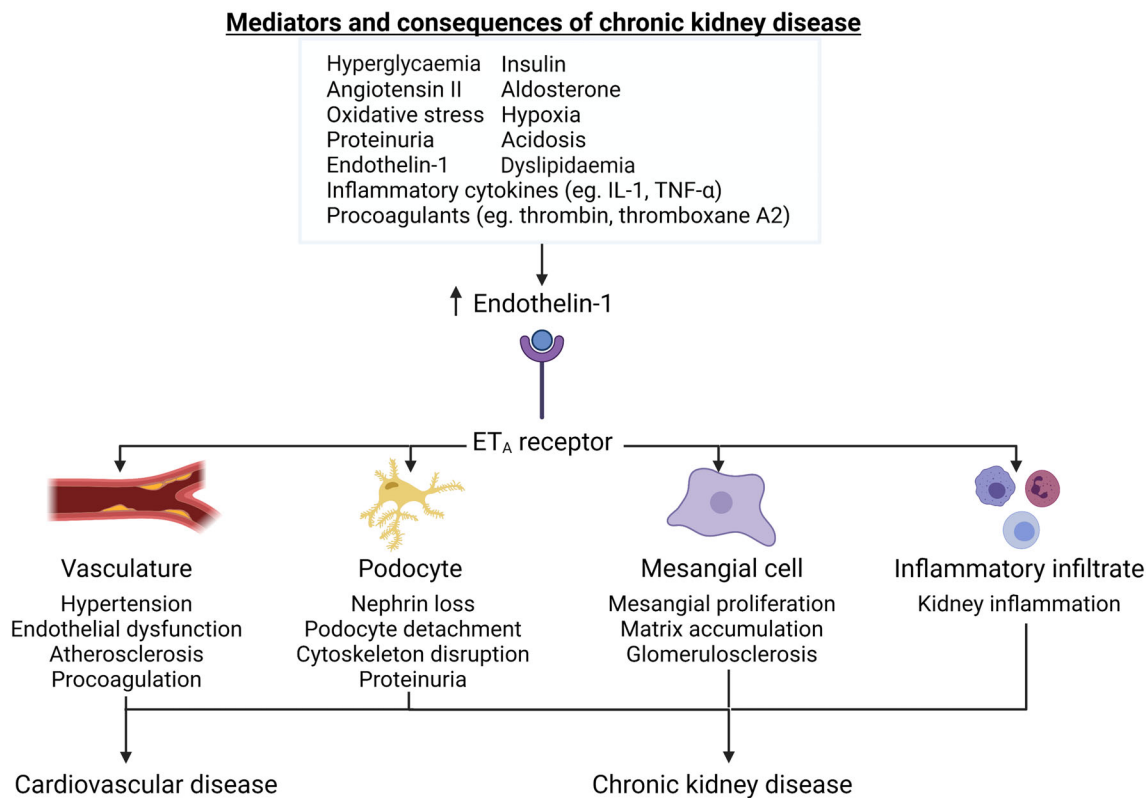 Mediators and consequences of chronic kidney disease
Hyperglycaemia Insulin
Angiotensin II Aldosterone
Oxidative stress Hypoxia
Proteinuria Acidosis
Endothelin-1 Dyslipidaemia
Inflammatory cytokines (eg. IL-1, TNF-α)
Procoagulants (eg. thrombin, thromboxane A2)
↑ Endothelin-1
ET_A receptor
Vasculature
Hypertension
Endothelial dysfunction
Atherosclerosis
Procoagulation
Podocyte
Nephrin loss
Podocyte detachment
Cytoskeleton disruption
Proteinuria
Mesangial cell
Mesangial proliferation
Matrix accumulation
Glomerulosclerosis
Inflammatory infiltrate
Kidney inflammation
Cardiovascular disease
Chronic kidney disease